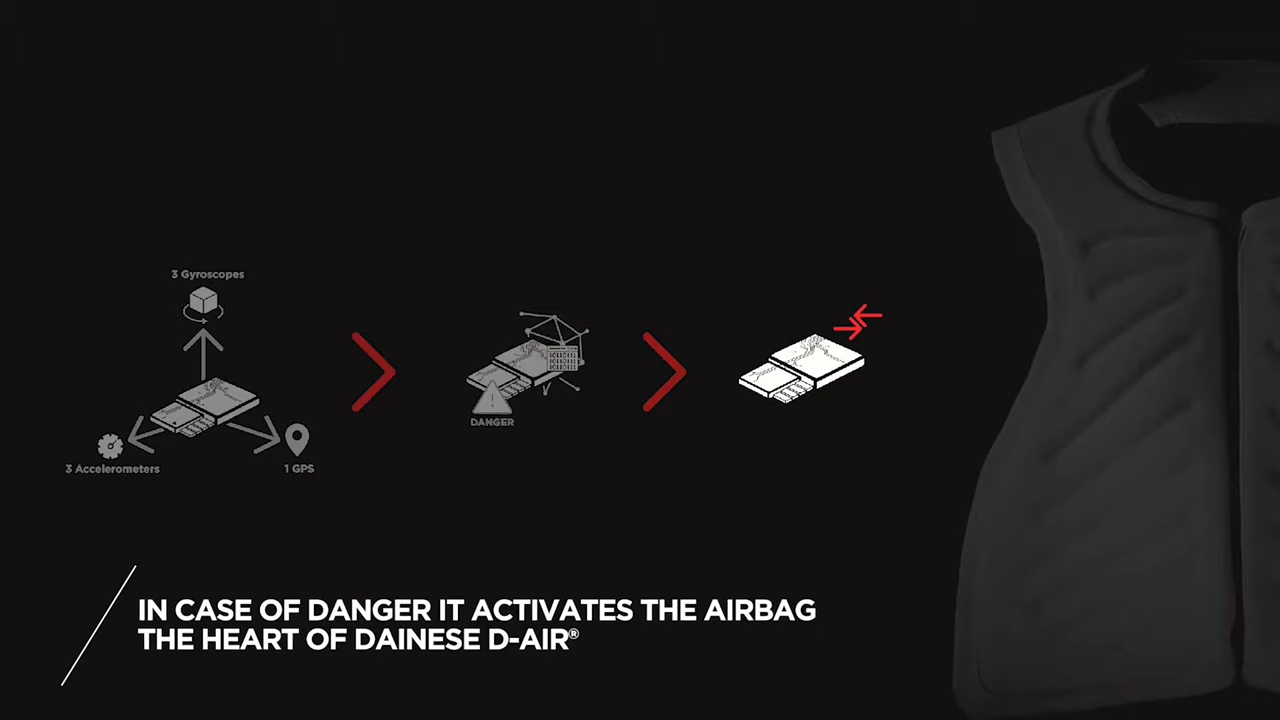 3 Gyroscopes
DANGER
3 Accelerometers
1 GPS
IN CASE OF DANGER IT ACTIVATES THE AIRBAG
THE HEART OF DAINESE D-AIR®